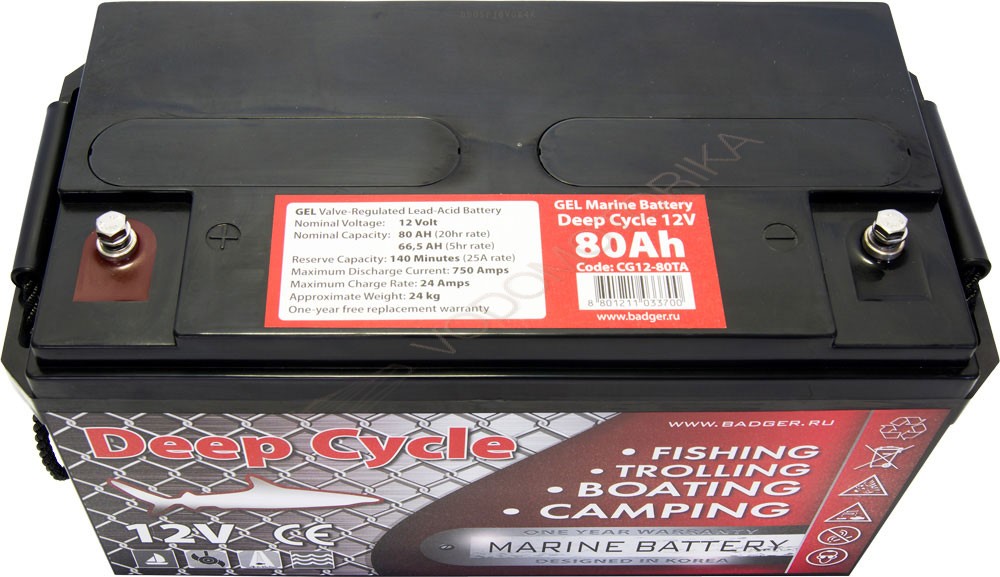 GEL Valve-Regulated Lead-Acid Battery
Nominal Voltage: 12 Volt
Nominal Capacity: 80 AH (20hr rate)
66,5 AH (5hr rate)
Reserve Capacity: 140 Minutes (25A rate)
Maximum Discharge Current: 750 Amps
Maximum Charge Rate: 24 Amps
Approximate Weight: 24 kg
One-year free replacement warranty
GEL Marine Battery
Deep Cycle 12V
80Ah
Code: CG12-80TA
8 801211 033700
www.badger.ru
+
−
Deep Cycle
12V CE
WWW.BADGER.RU
• FISHING
• TROLLING
• BOATING
• CAMPING
ONE YEAR WARRANTY
MARINE BATTERY
DESIGNED IN KOREA